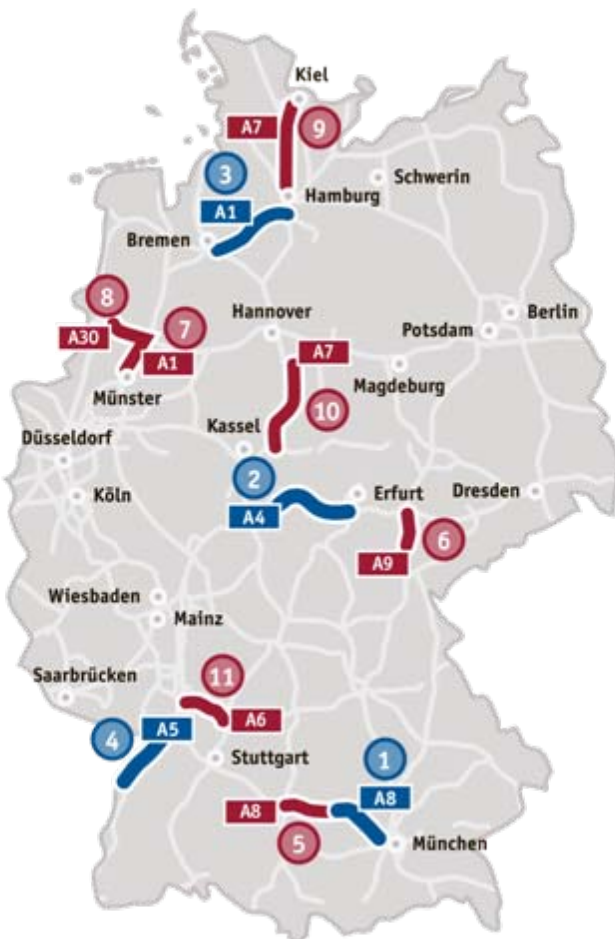 Kiel
A7
9
3
Schwerin
A1
Hamburg
Bremen
8
7
Hannover
Berlin
A30
Potsdam
A1
A7
Magdeburg
Münster
10
Kassel
Düsseldorf
2
Erfurt
Dresden
Köln
A4
6
A9
Wiesbaden
Mainz
Saarbrücken
11
4
A5
A6
Stuttgart
1
A8
A8
5
München